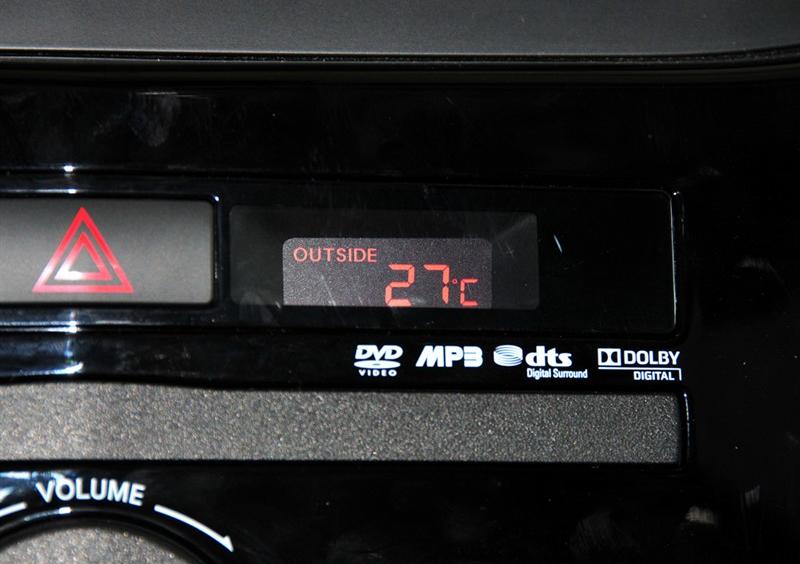 OUTSIDE
27°C
DVD VIDEO MP3 dts Digital Surround DOLBY DIGITAL
VOLUME